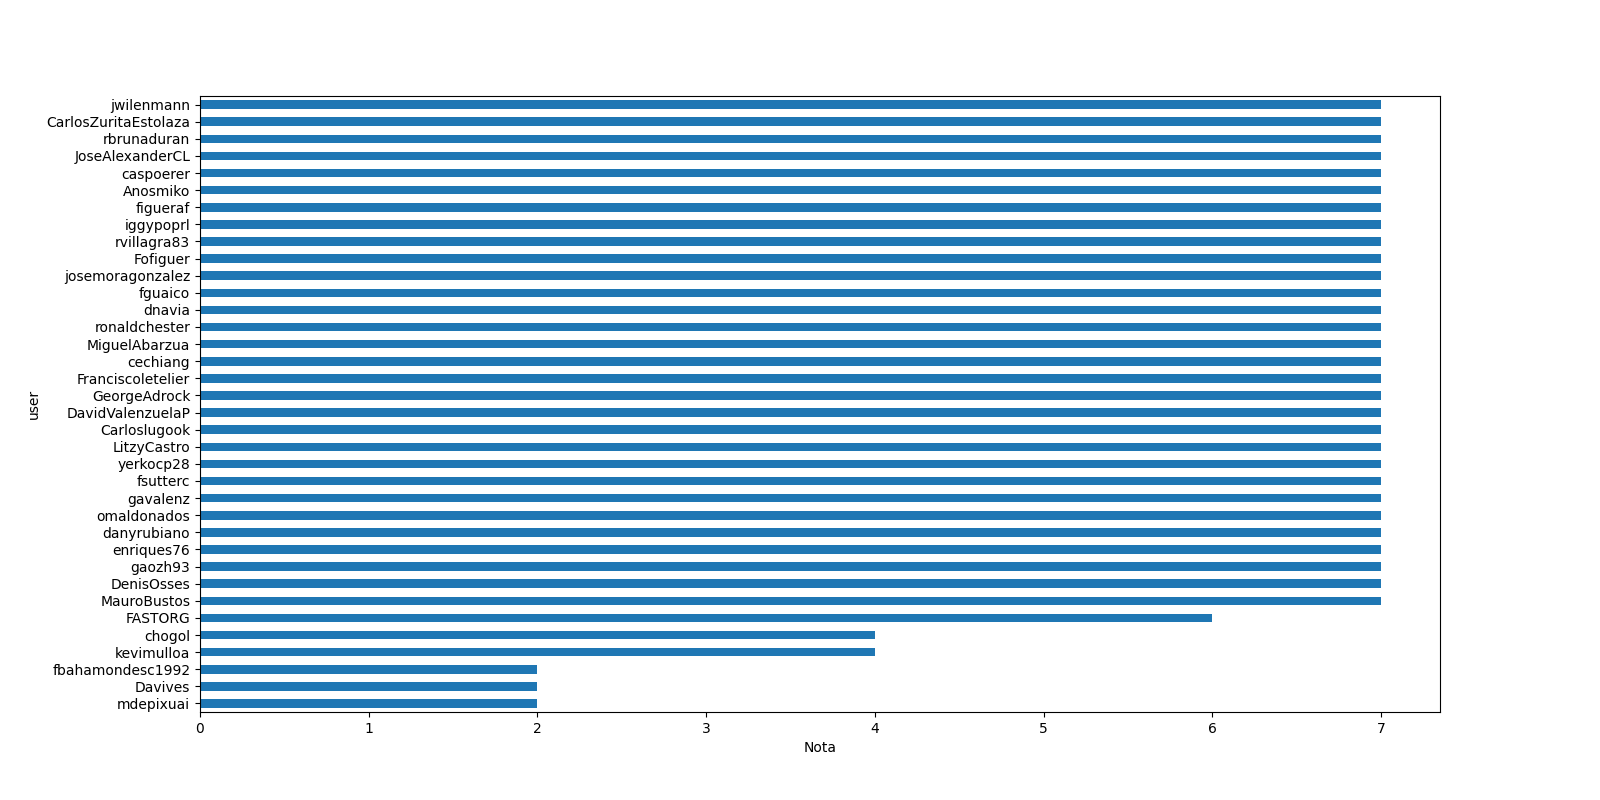 jwilenmann
CarlosZuritaEstolaza
rbrunaduran
JoseAlexanderCL
caspoerer
Anosmiko
figueraf
iggypoprl
rvillagra83
Fofiguer
josemoragonzalez
fguaico
dnavia
ronaldchester
MiguelAbarzua
cechiang
Franciscoletelier
GeorgeAdrock
DavidValenzuelaP
Carloslugook
LitzyCastro
yerkocp28
fsutterc
gavalenz
omaldonados
danyrubiano
enriques76
gaozh93
DenisOsses
MauroBustos
FASTORG
chogol
kevimulloa
fbahamondesc1992
Davives
mdepixuai
user
0 1 2 3 4 5 6 7
Nota